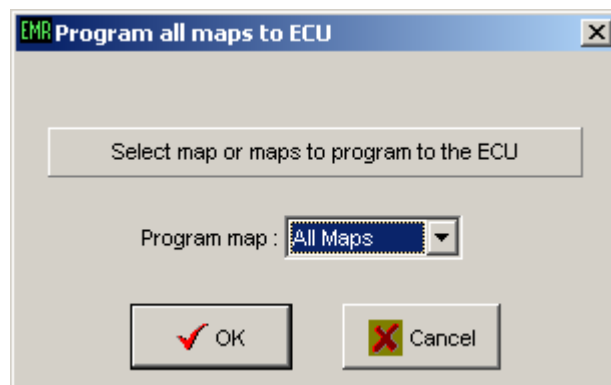 EMR Program all maps to ECU
Select map or maps to program to the ECU
Program map : All Maps
OK Cancel